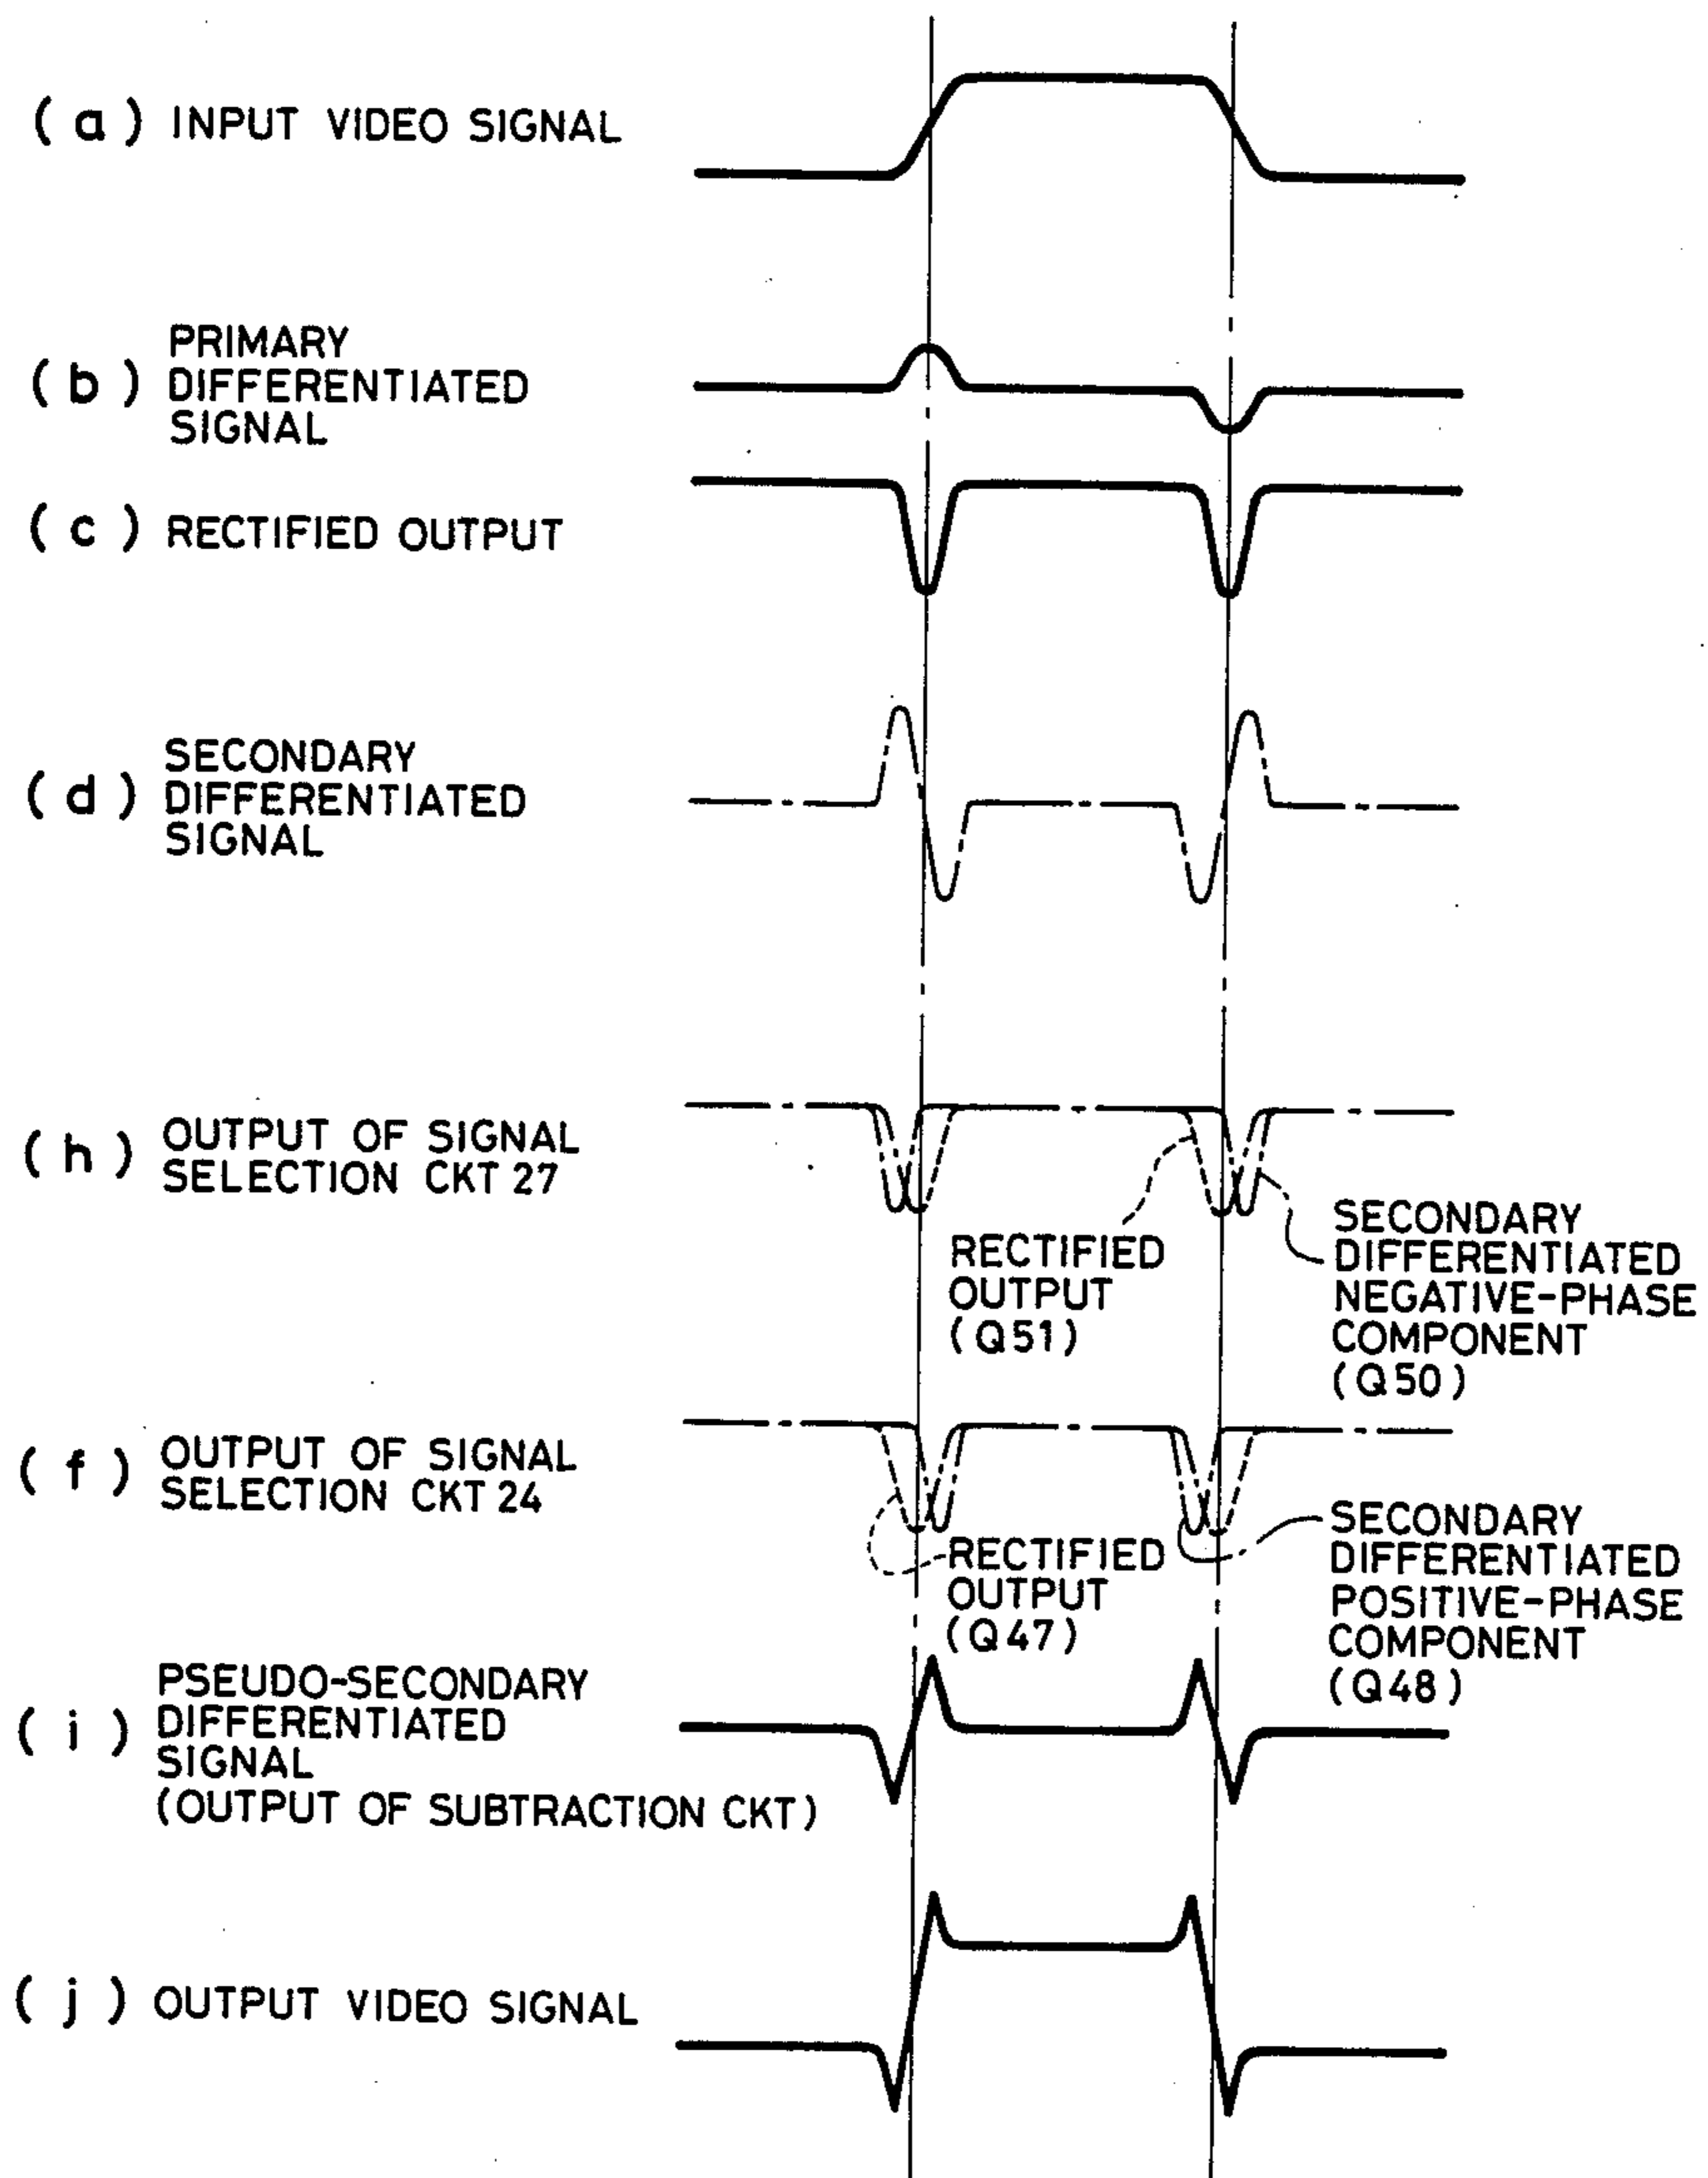 (a) INPUT VIDEO SIGNAL
(b) PRIMARY
DIFFERENTIATED
SIGNAL
(c) RECTIFIED OUTPUT
(d) SECONDARY
DIFFERENTIATED
SIGNAL
(h) OUTPUT OF SIGNAL
SELECTION CKT 27
RECTIFIED
OUTPUT
(Q51)
SECONDARY
DIFFERENTIATED
NEGATIVE-PHASE
COMPONENT
(Q50)
(f) OUTPUT OF SIGNAL
SELECTION CKT 24
RECTIFIED
OUTPUT
(Q47)
SECONDARY
DIFFERENTIATED
POSITIVE-PHASE
COMPONENT
(Q48)
(i) PSEUDO-SECONDARY
DIFFERENTIATED
SIGNAL
(OUTPUT OF SUBTRACTION CKT)
(j) OUTPUT VIDEO SIGNAL